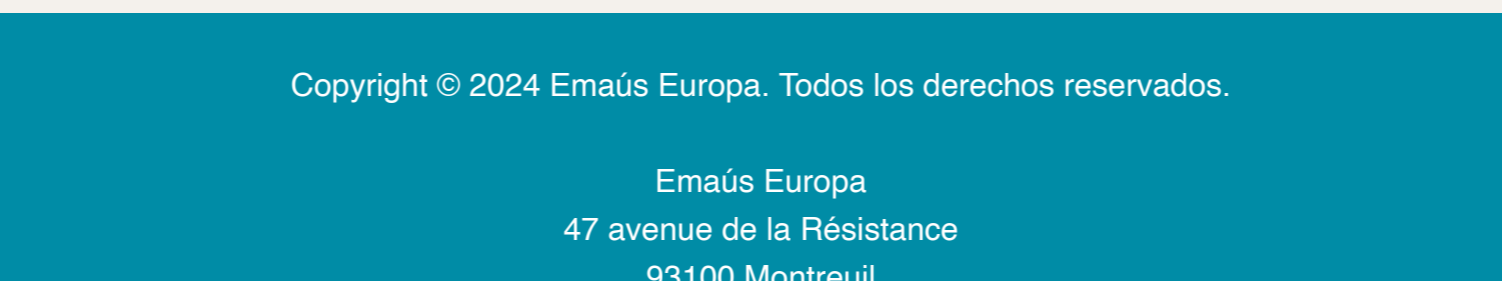 Copyright © 2024 Emaús Europa. Todos los derechos reservados.
Emaús Europa
47 avenue de la Résistance
93100 Montreuil